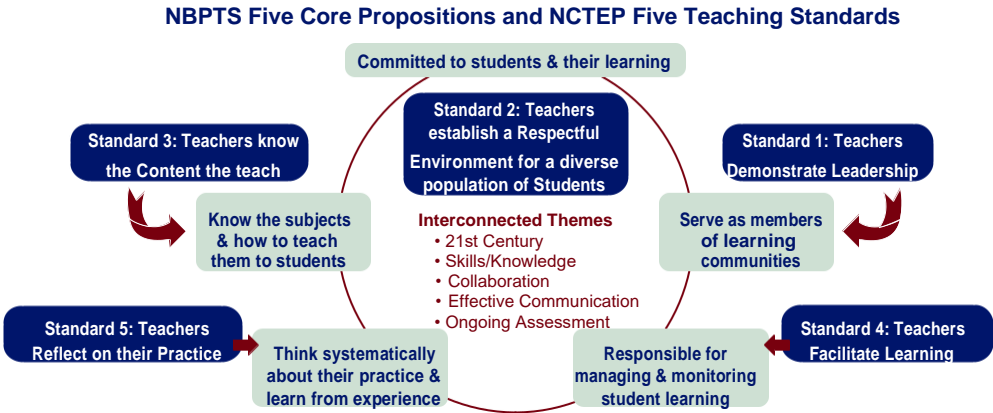 NBPTS Five Core Propositions and NCTEP Five Teaching Standards
Committed to students & their learning
Standard 2: Teachers
establish a Respectful
Environment for a diverse
population of Students
Standard 3: Teachers know
the Content the teach
Standard 1: Teachers
Demonstrate Leadership
Know the subjects
& how to teach
them to students
Interconnected Themes
• 21st Century
• Skills/Knowledge
• Collaboration
• Effective Communication
• Ongoing Assessment
Serve as members
of learning
communities
Standard 5: Teachers
Reflect on their Practice
Think systematically
about their practice &
learn from experience
Responsible for
managing & monitoring
student learning
Standard 4: Teachers
Facilitate Learning